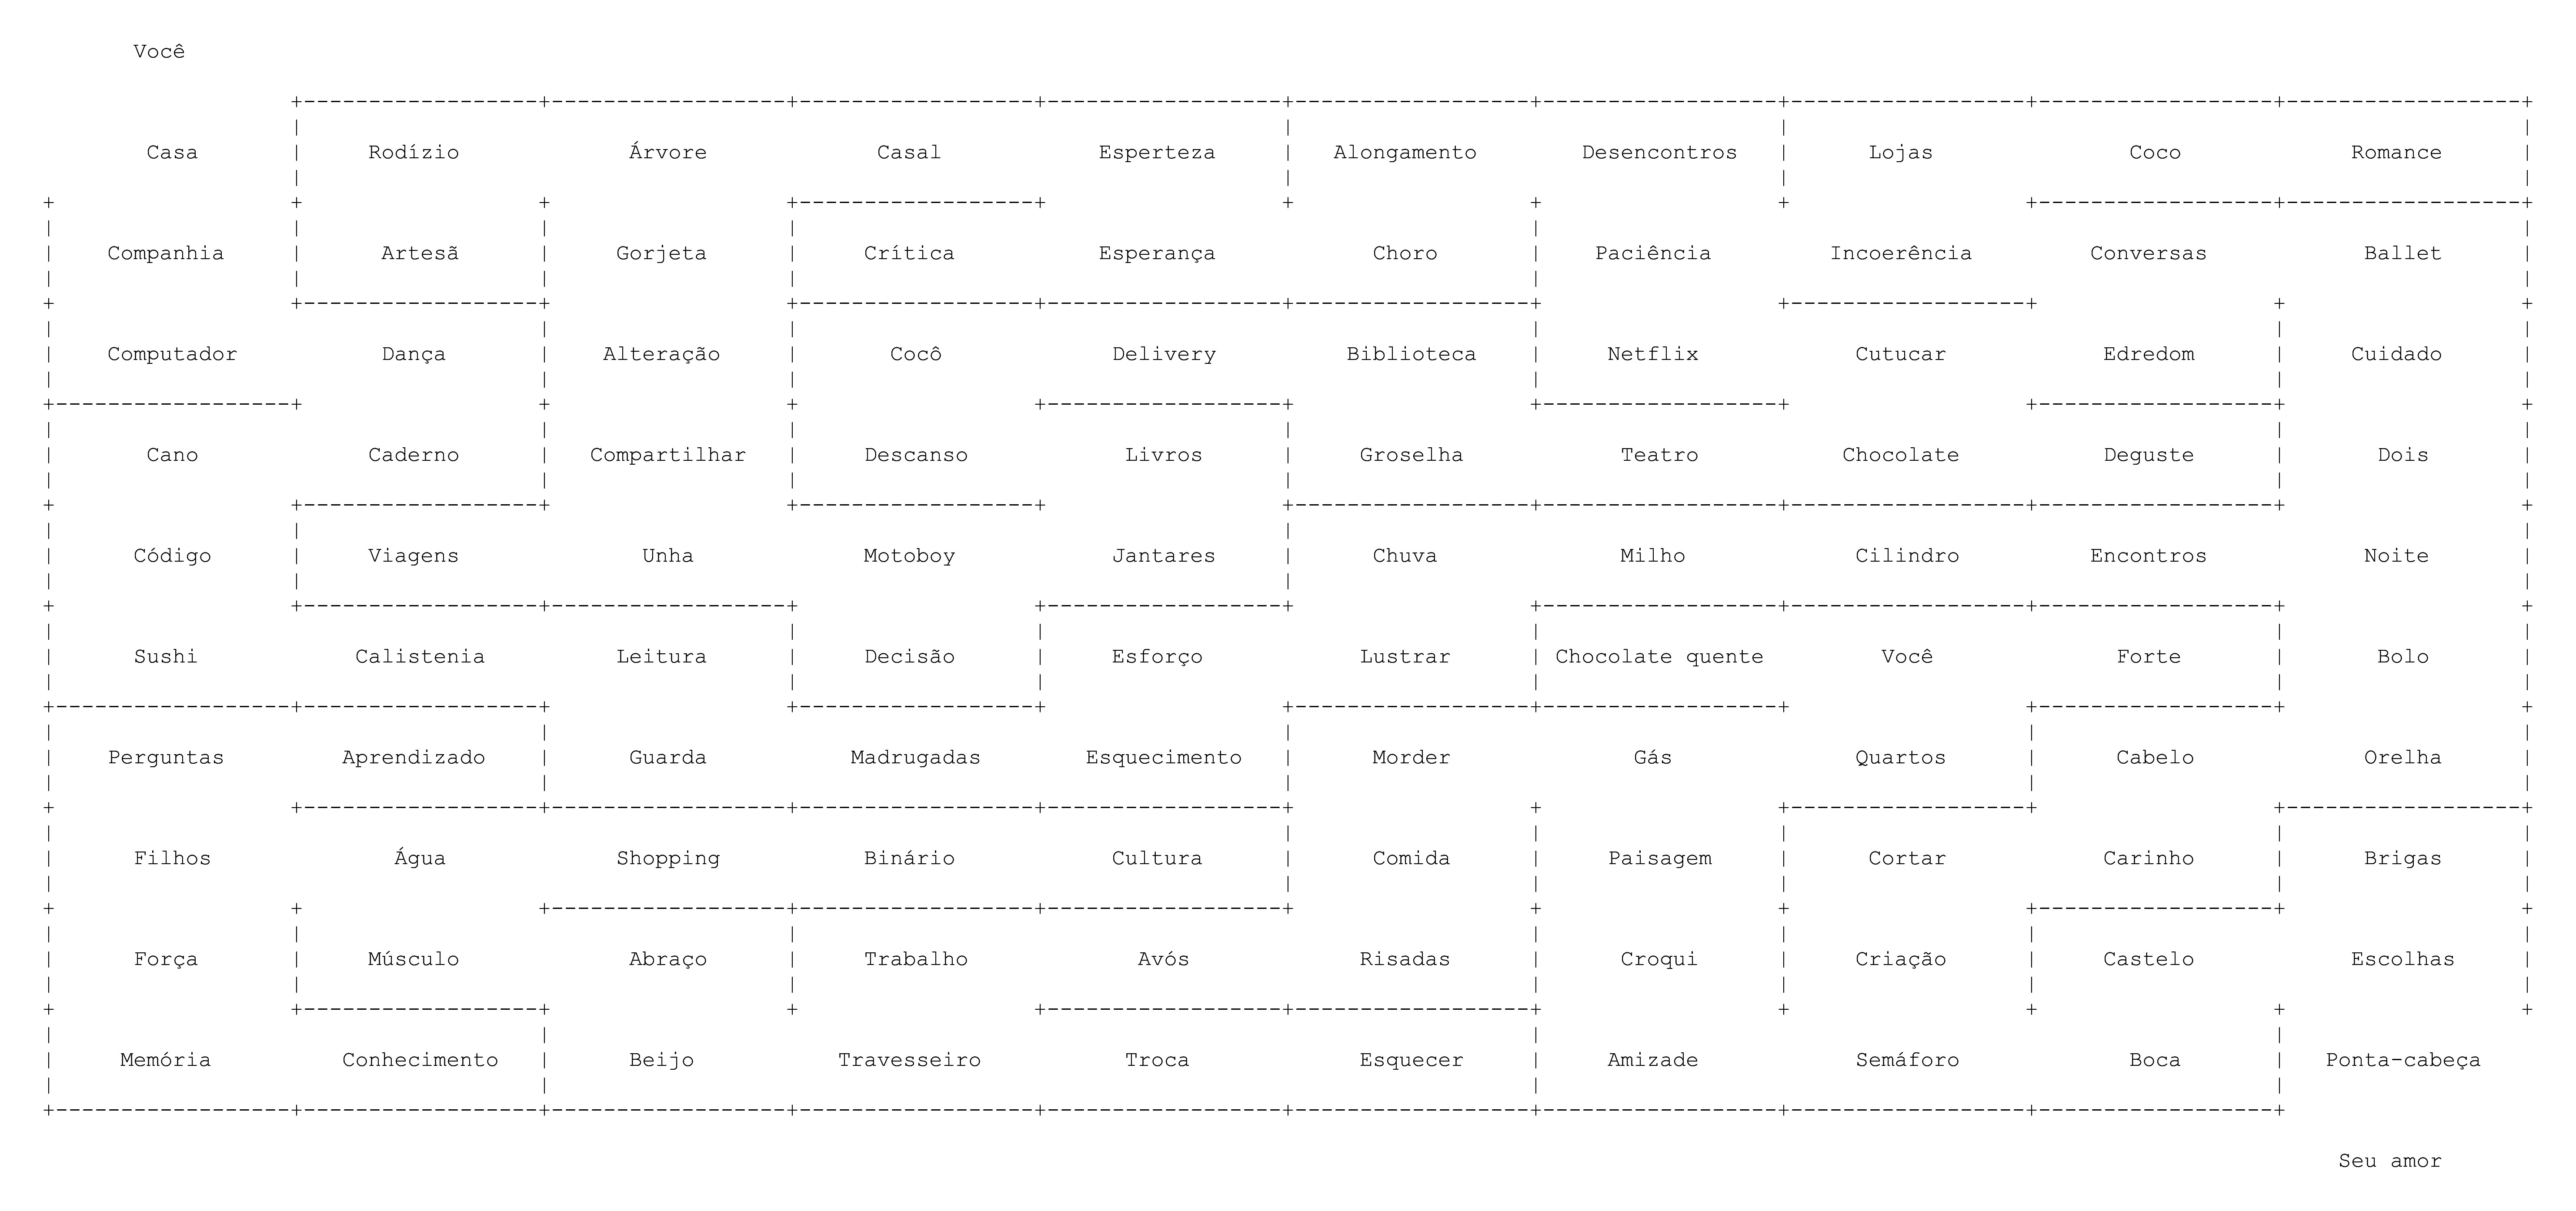 Você
Casa Rodízio Árvore Casal Esperteza Alongamento Desencontros Lojas Coco Romance
Companhia Artesã Gorjeta Crítica Esperança Choro Paciência Incoerência Conversas Ballet
Computador Dança Alteração Cocô Delivery Biblioteca Netflix Cutucar Edredom Cuidado
Cano Caderno Compartilhar Descanso Livros Groselha Teatro Chocolate Deguste Dois
Código Viagens Unha Motoboy Jantares Chuva Milho Cilindro Encontros Noite
Sushi Calistenia Leitura Decisão Esforço Lustrar Chocolate quente Você Forte Bolo
Perguntas Aprendizado Guarda Madrugadas Esquecimento Morder Gás Quartos Cabelo Orelha
Filhos Água Shopping Binário Cultura Comida Paisagem Cortar Carinho Brigas
Força Músculo Abraço Trabalho Avós Risadas Croqui Criação Castelo Escolhas
Memória Conhecimento Beijo Travesseiro Troca Esquecer Amizade Semáforo Boca Ponta-cabeça
Seu amor